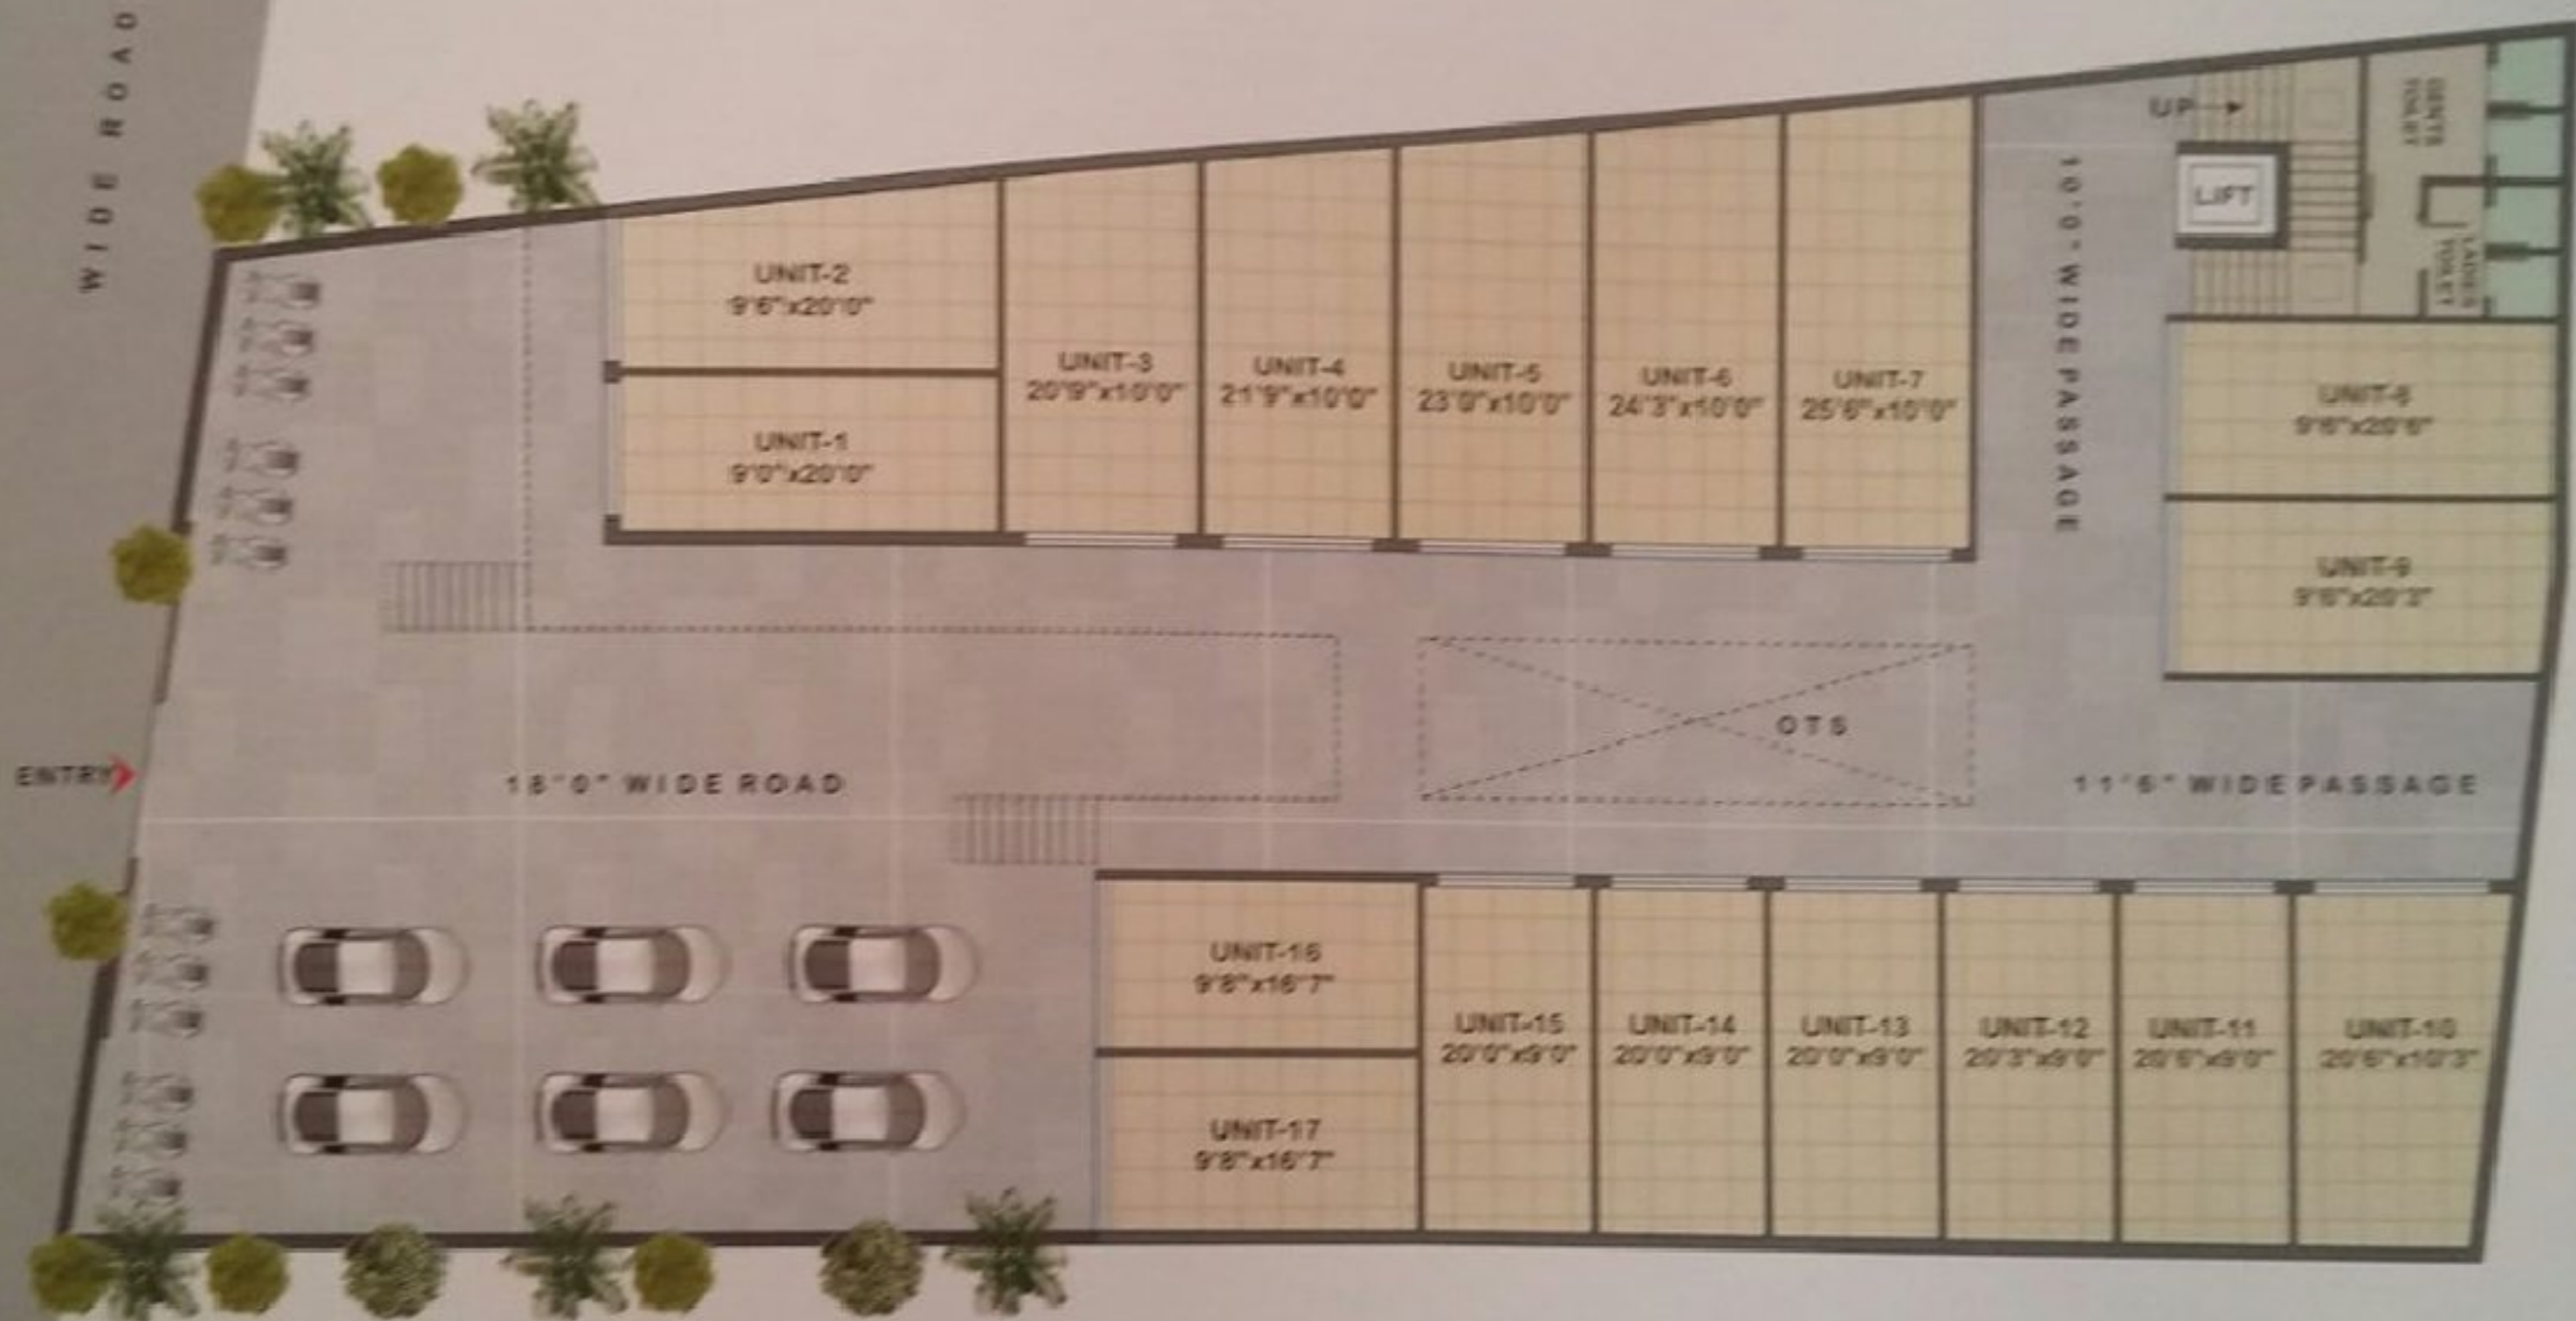 WIDE ROAD
UP
GENTS
TOILET
LIFT
LADIES
TOILET
10'0" WIDE PASSAGE
UNIT-2
9'6"x20'0"
UNIT-1
9'0"x20'0"
UNIT-3
20'9"x10'0"
UNIT-4
21'9"x10'0"
UNIT-5
23'0"x10'0"
UNIT-6
24'3"x10'0"
UNIT-7
25'6"x10'0"
UNIT-8
9'6"x20'6"
UNIT-9
9'6"x20'3"
OTS
ENTRY
18'0" WIDE ROAD
11'6" WIDE PASSAGE
UNIT-16
9'8"x16'7"
UNIT-17
9'8"x16'7"
UNIT-15
20'0"x9'0"
UNIT-14
20'0"x9'0"
UNIT-13
20'0"x9'0"
UNIT-12
20'3"x9'0"
UNIT-11
20'6"x9'0"
UNIT-10
20'6"x10'3"